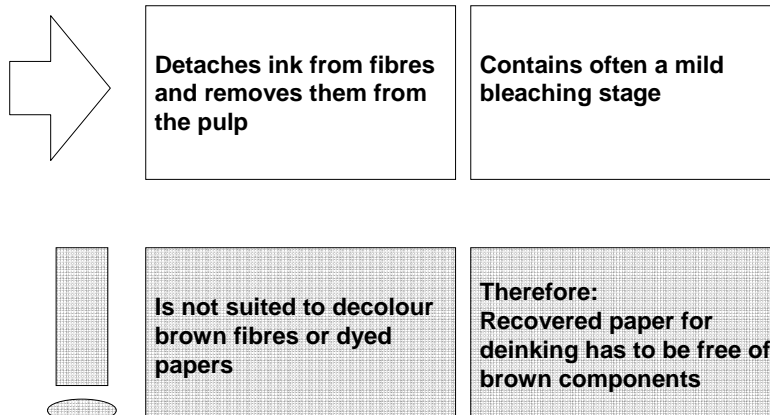 Detaches ink from fibres
and removes them from
the pulp
Contains often a mild
bleaching stage
Is not suited to decolour
brown fibres or dyed
papers
Therefore:
Recovered paper for
deinking has to be free of
brown components